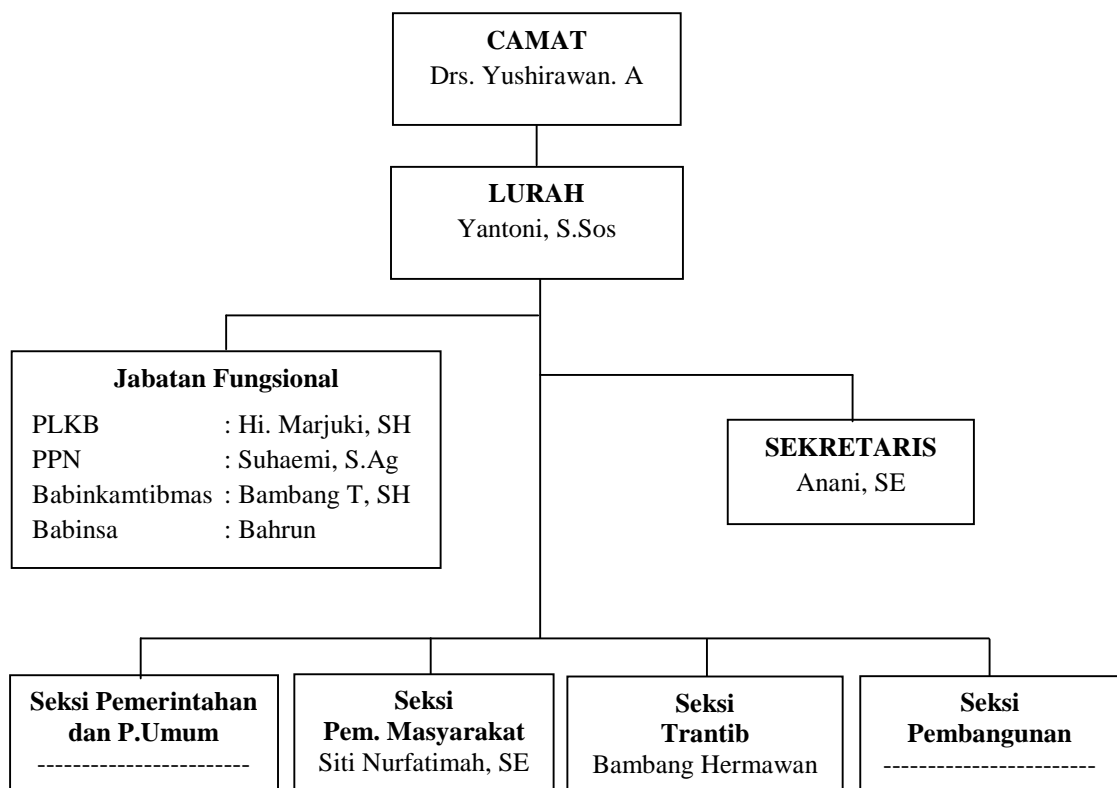 CAMAT
Drs. Yushirawan. A
LURAH
Yantoni, S.Sos
Jabatan Fungsional
PLKB : Hi. Marjuki, SH
PPN : Suhaemi, S.Ag
Babinkamtibmas : Bambang T, SH
Babinsa : Bahrun
SEKRETARIS
Anani, SE
Seksi Pemerintahan
dan P.Umum
------------------------
Seksi
Pem. Masyarakat
Siti Nurfatimah, SE
Seksi
Trantib
Bambang Hermawan
Seksi
Pembangunan
------------------------